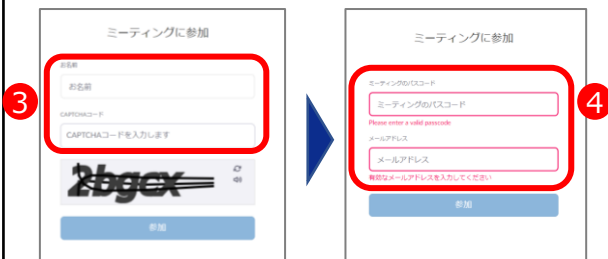 3
ミーティングに参加
お名前
お名前
CAPTCHAコード
CAPTCHAコードを入力します
2bgcx
参加
ミーティングに参加
4
ミーティングのパスコード
ミーティングのパスコード
Please enter a valid passcode
メールアドレス
メールアドレス
有効なメールアドレスを入力してください
参加